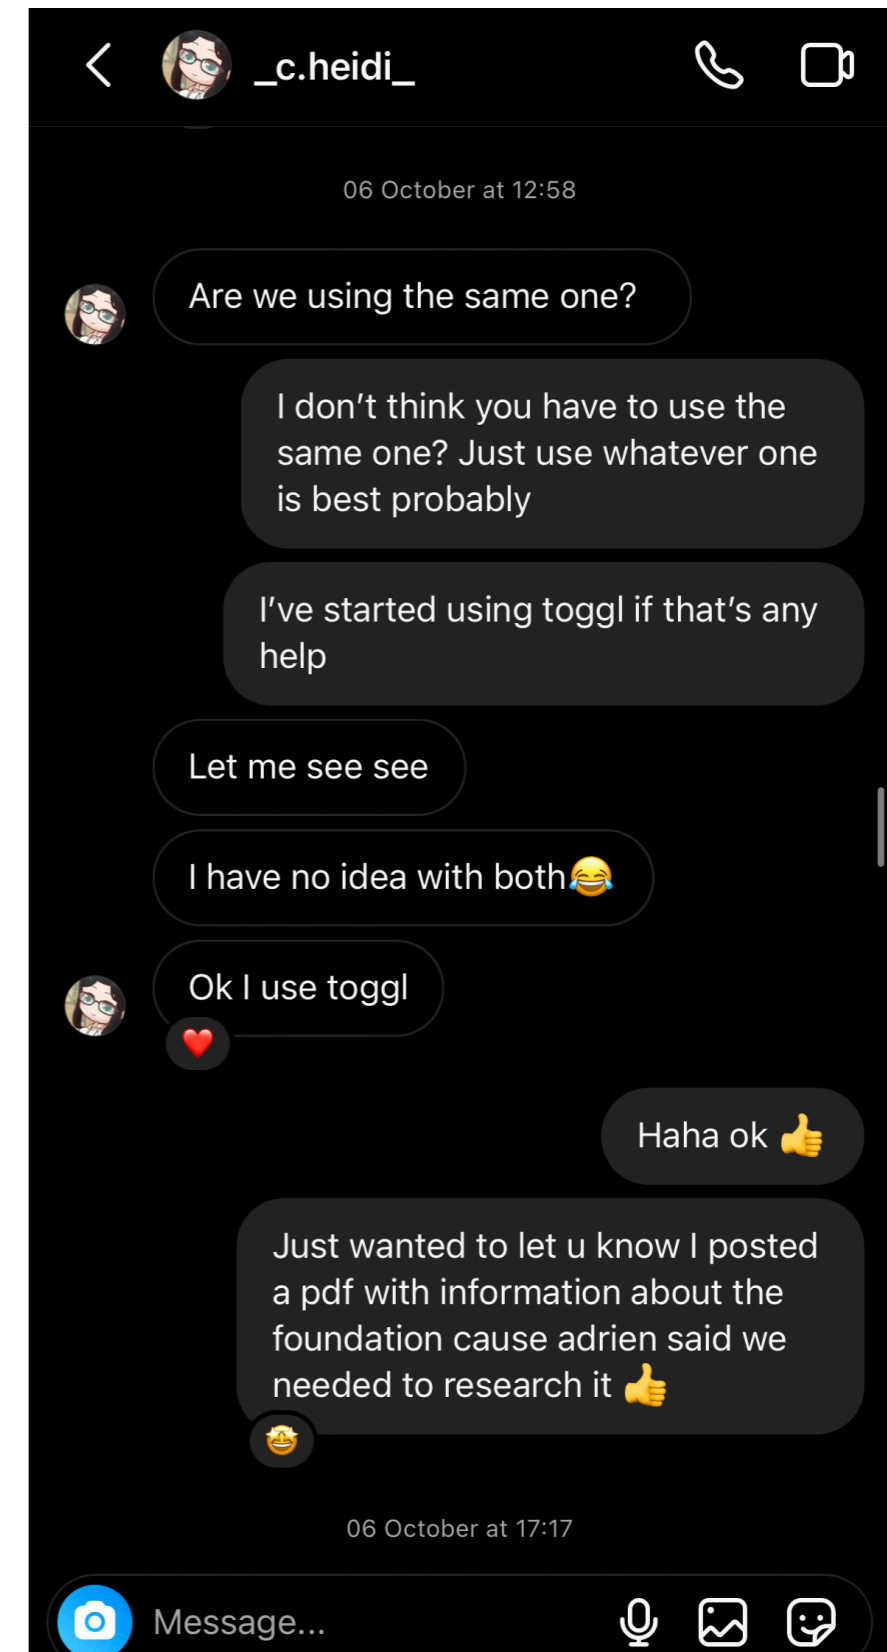 _c.heidi_
06 October at 12:58
Are we using the same one?
I don’t think you have to use the
same one? Just use whatever one
is best probably
I’ve started using toggl if that’s any
help
Let me see see
I have no idea with both😂
Ok I use toggl
❤️
Haha ok 👍
Just wanted to let u know I posted
a pdf with information about the
foundation cause adrien said we
needed to research it 👍
🤩
06 October at 17:17
Message...